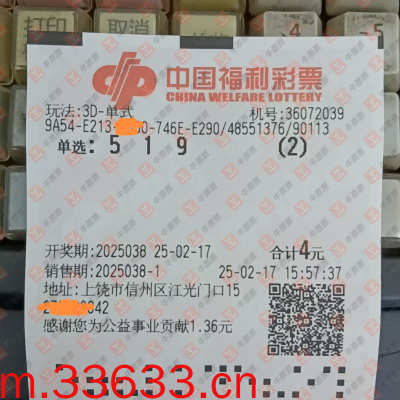 打印 取消 4 5
中国福利彩票
CHINA WELFARE LOTTERY
玩法:3D-单式 机号:36072039
9A54-E213- 0-746E-E290/48551376/90113
单选: 5 1 9 (2)
开奖期:2025038 25-02-17 合计4元
销售期:2025038-1 25-02-17 15:57:37
地址:上饶市信州区江光门口15
042
感谢您为公益事业贡献1.36元
m.33633.cn